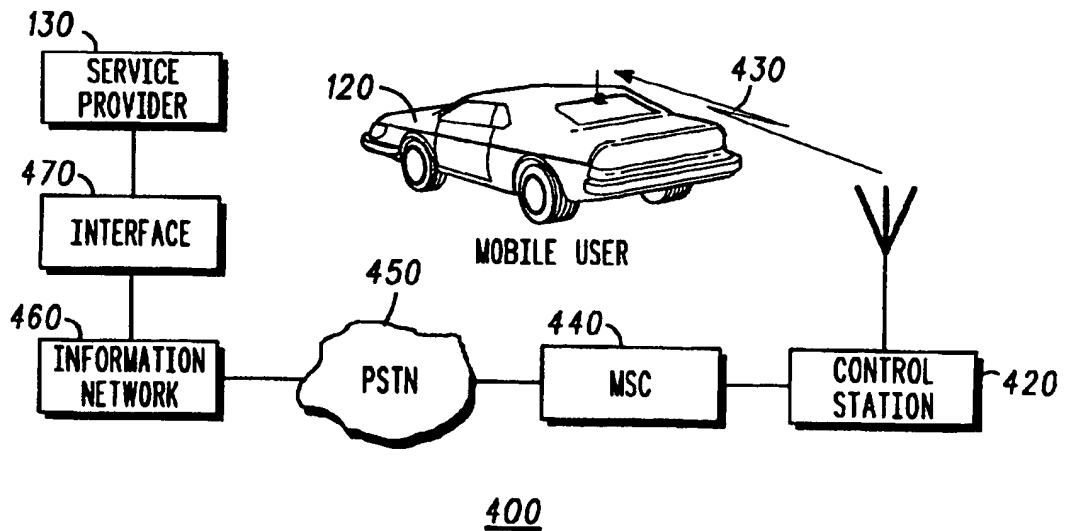 130
SERVICE
PROVIDER
120
430
470
INTERFACE
MOBILE USER
450
460
INFORMATION
NETWORK
PSTN
440
MSC
CONTROL
STATION
420
400